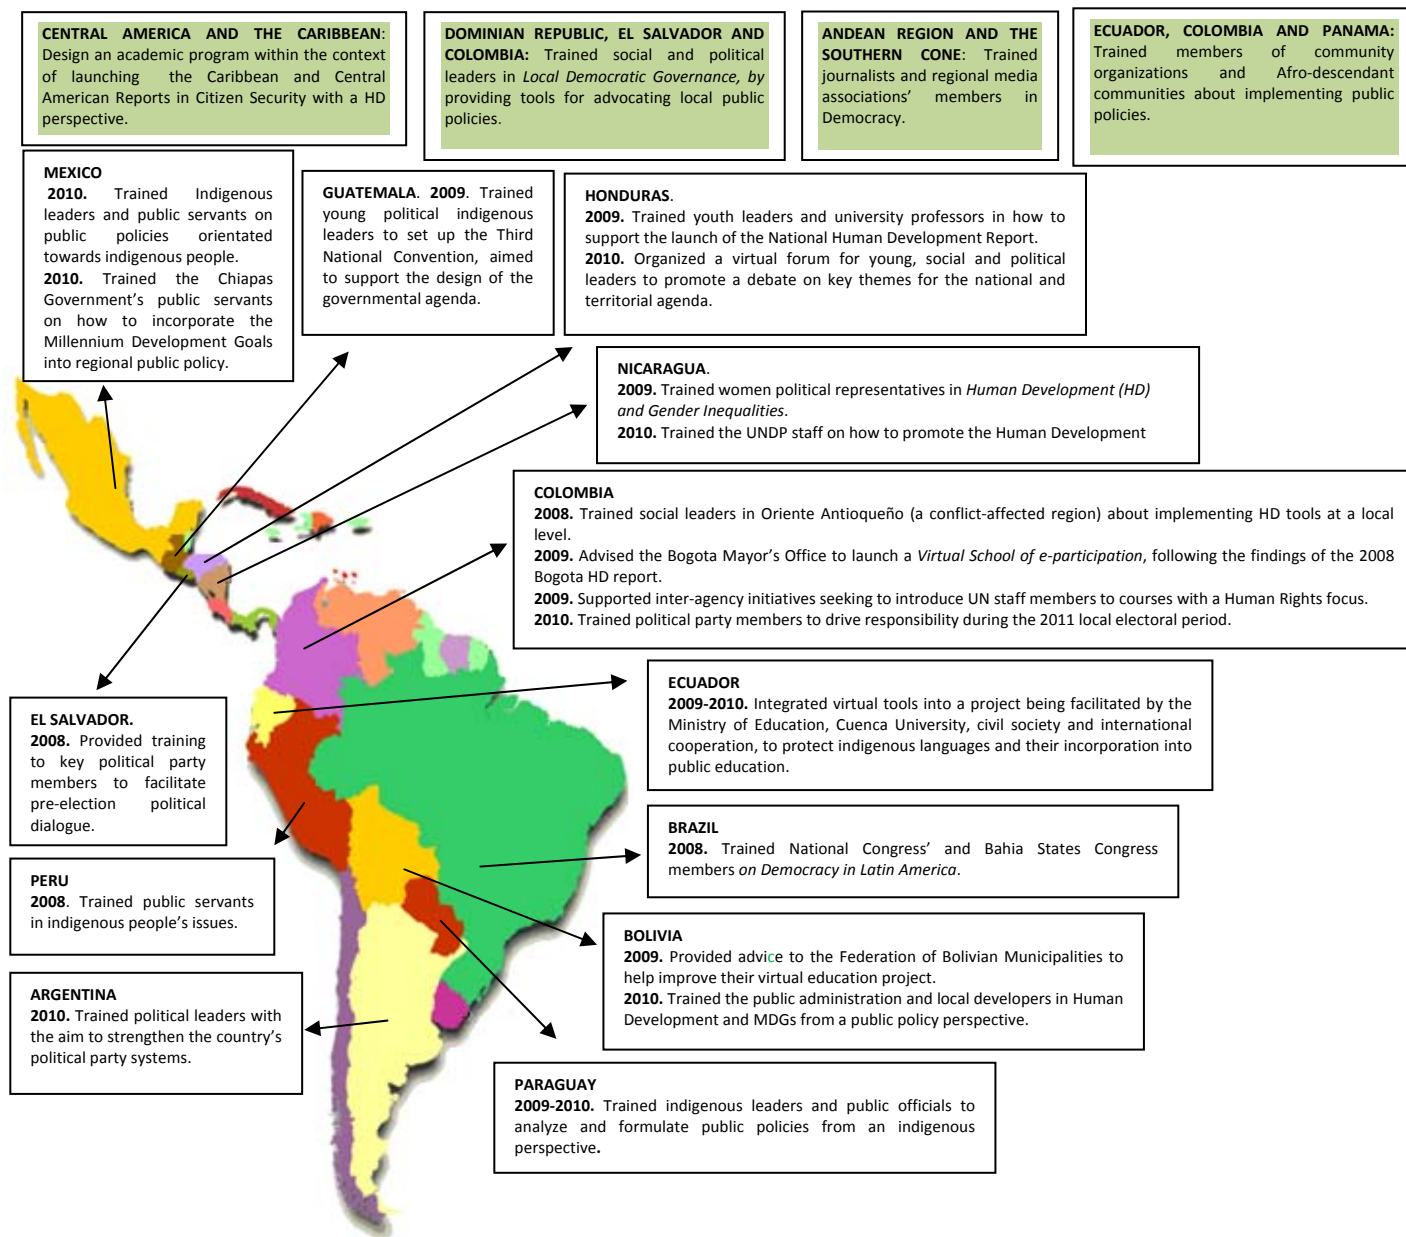 CENTRAL AMERICA AND THE CARIBBEAN:
Design an academic program within the context
of launching the Caribbean and Central
American Reports in Citizen Security with a HD
perspective.
DOMINIAN REPUBLIC, EL SALVADOR AND
COLOMBIA: Trained social and political
leaders in Local Democratic Governance, by
providing tools for advocating local public
policies.
ANDEAN REGION AND THE
SOUTHERN CONE: Trained
journalists and regional media
associations’ members in
Democracy.
ECUADOR, COLOMBIA AND PANAMA:
Trained members of community
organizations and Afro-descendant
communities about implementing public
policies.
MEXICO
2010. Trained Indigenous
leaders and public servants on
public policies orientated
towards indigenous people.
2010. Trained the Chiapas
Government’s public servants
on how to incorporate the
Millennium Development Goals
into regional public policy.
GUATEMALA. 2009. Trained
young political indigenous
leaders to set up the Third
National Convention, aimed
to support the design of the
governmental agenda.
HONDURAS.
2009. Trained youth leaders and university professors in how to
support the launch of the National Human Development Report.
2010. Organized a virtual forum for young, social and political
leaders to promote a debate on key themes for the national and
territorial agenda.
NICARAGUA.
2009. Trained women political representatives in Human Development (HD)
and Gender Inequalities.
2010. Trained the UNDP staff on how to promote the Human Development
COLOMBIA
2008. Trained social leaders in Oriente Antioqueño (a conflict-affected region) about implementing HD tools at a local
level.
2009. Advised the Bogota Mayor’s Office to launch a Virtual School of e-participation, following the findings of the 2008
Bogota HD report.
2009. Supported inter-agency initiatives seeking to introduce UN staff members to courses with a Human Rights focus.
2010. Trained political party members to drive responsibility during the 2011 local electoral period.
ECUADOR
2009-2010. Integrated virtual tools into a project being facilitated by the
Ministry of Education, Cuenca University, civil society and international
cooperation, to protect indigenous languages and their incorporation into
public education.
EL SALVADOR.
2008. Provided training
to key political party
members to facilitate
pre-election political
dialogue.
BRAZIL
2008. Trained National Congress’ and Bahia States Congress
members on Democracy in Latin America.
PERU
2008. Trained public servants
in indigenous people’s issues.
BOLIVIA
2009. Provided advice to the Federation of Bolivian Municipalities to
help improve their virtual education project.
2010. Trained the public administration and local developers in Human
Development and MDGs from a public policy perspective.
ARGENTINA
2010. Trained political leaders with
the aim to strengthen the country’s
political party systems.
PARAGUAY
2009-2010. Trained indigenous leaders and public officials to
analyze and formulate public policies from an indigenous
perspective.